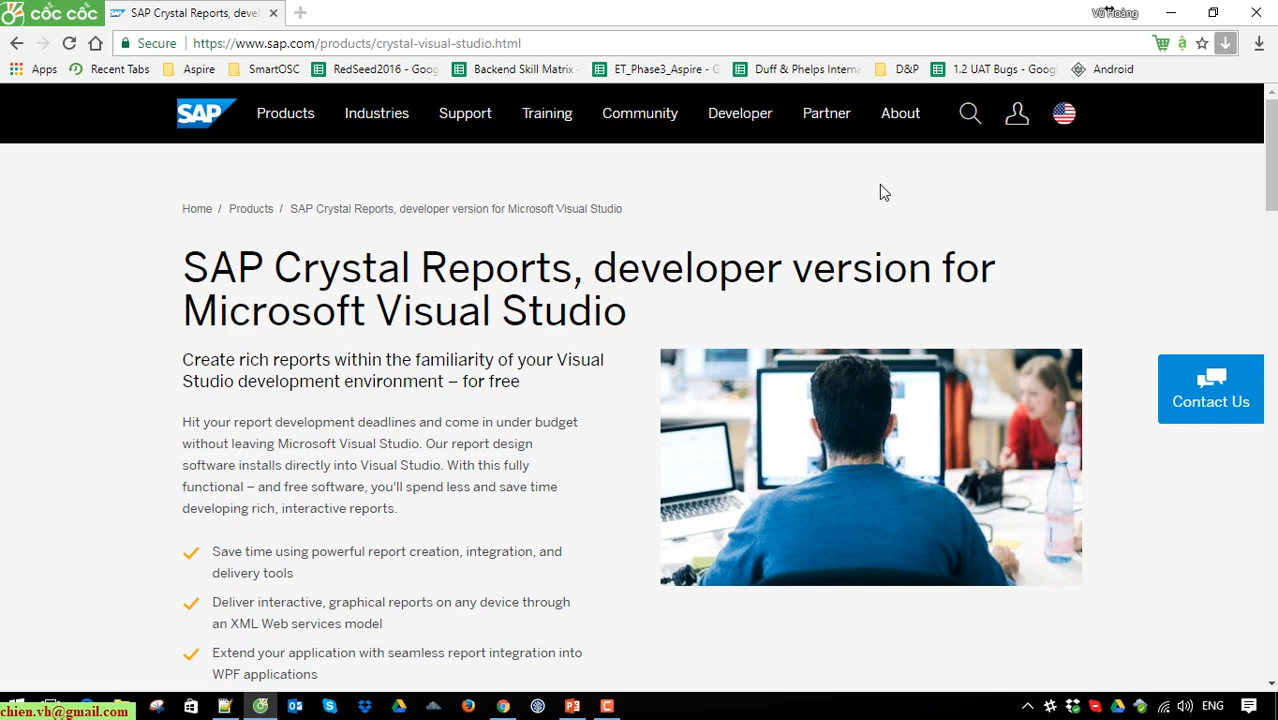 cốc cốc
SAP Crystal Reports, devel
Vũ Hoàng
Secure
https://www.sap.com/products/crystal-visual-studio.html
Apps
Recent Tabs
Aspire
SmartOSC
RedSeed2016 - Goog
Backend Skill Matrix -
ET_Phase3_Aspire - G
Duff & Phelps Interna
D&P
1.2 UAT Bugs - Googl
Android
SAP
Products
Industries
Support
Training
Community
Developer
Partner
About
Home / Products / SAP Crystal Reports, developer version for Microsoft Visual Studio
SAP Crystal Reports, developer version for
Microsoft Visual Studio
Create rich reports within the familiarity of your Visual
Studio development environment – for free
Hit your report development deadlines and come in under budget
without leaving Microsoft Visual Studio. Our report design
software installs directly into Visual Studio. With this fully
functional – and free software, you'll spend less and save time
developing rich, interactive reports.
Save time using powerful report creation, integration, and
delivery tools
Deliver interactive, graphical reports on any device through
an XML Web services model
Extend your application with seamless report integration into
WPF applications
Contact Us
chien.vh@gmail.com
ENG